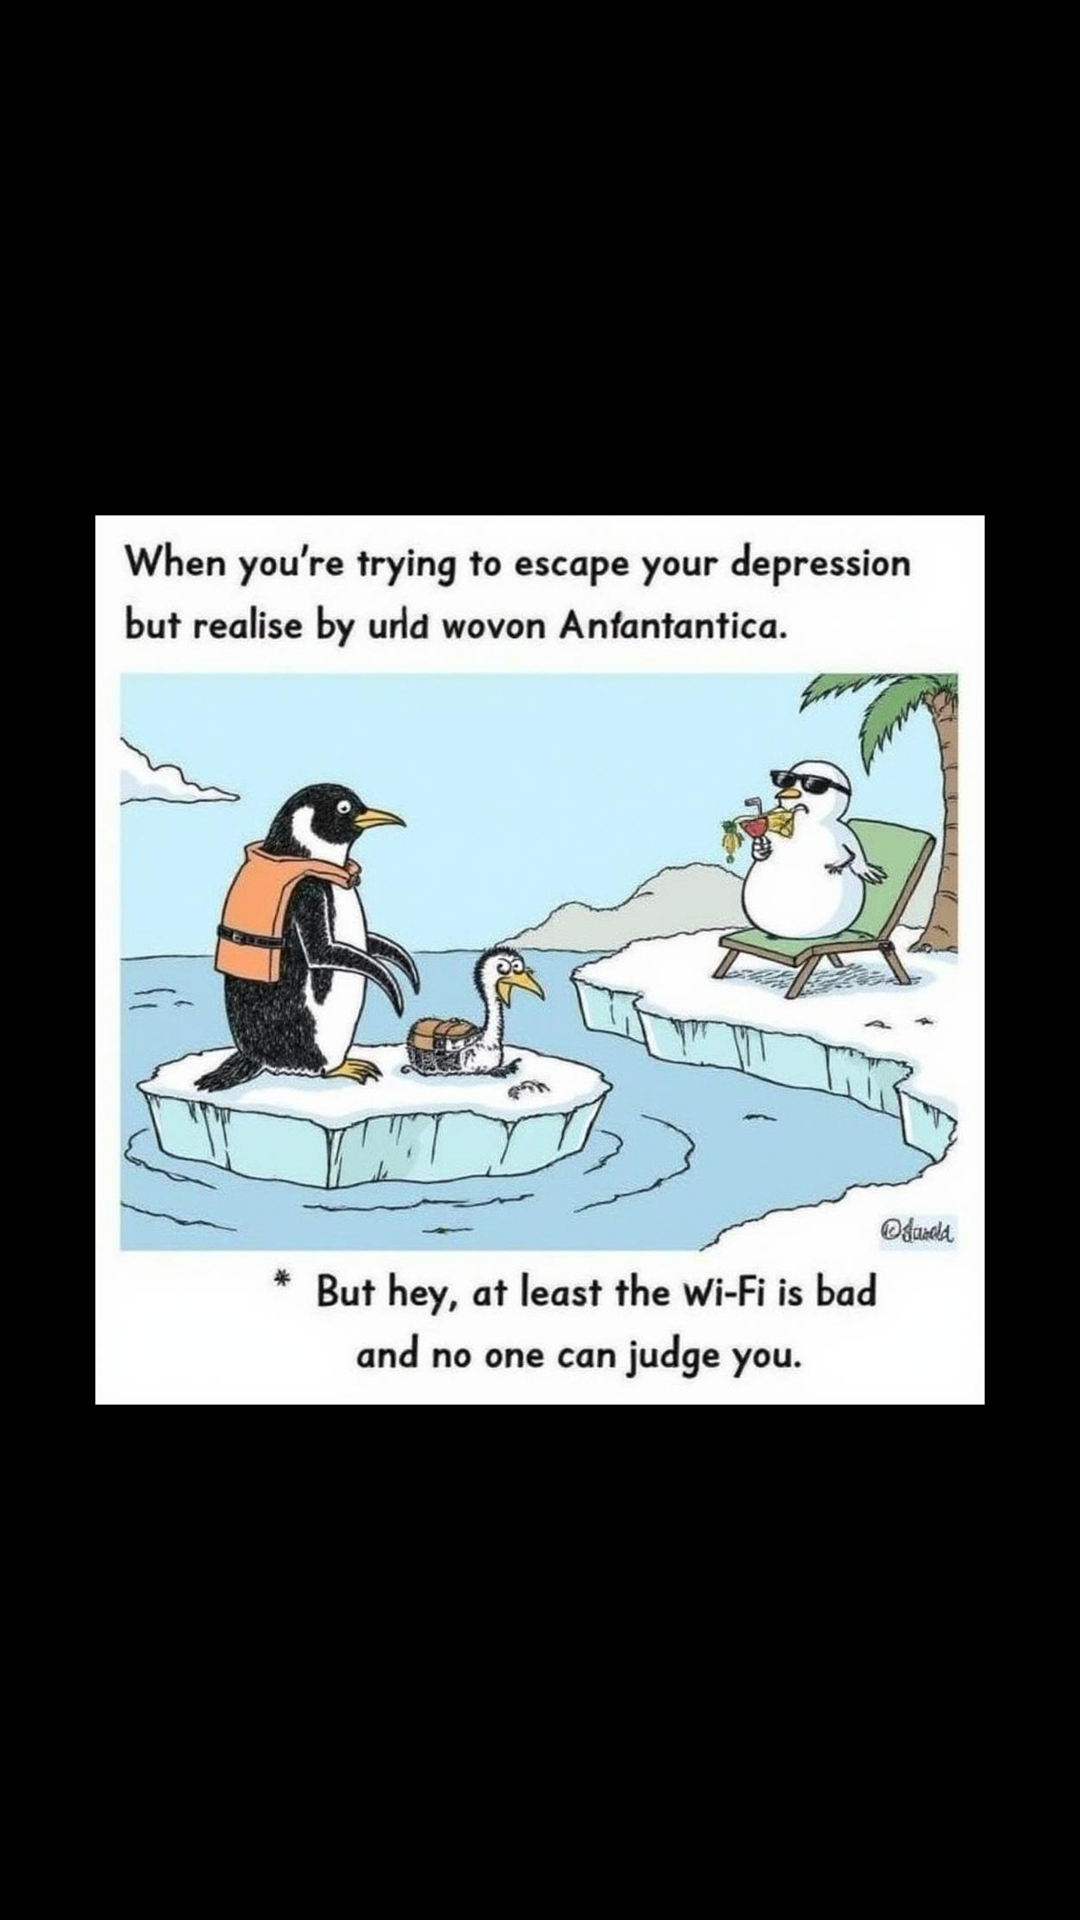 When you're trying to escape your depression
but realise by urld wovon Anfantantica.
* But hey, at least the Wi-Fi is bad
and no one can judge you.